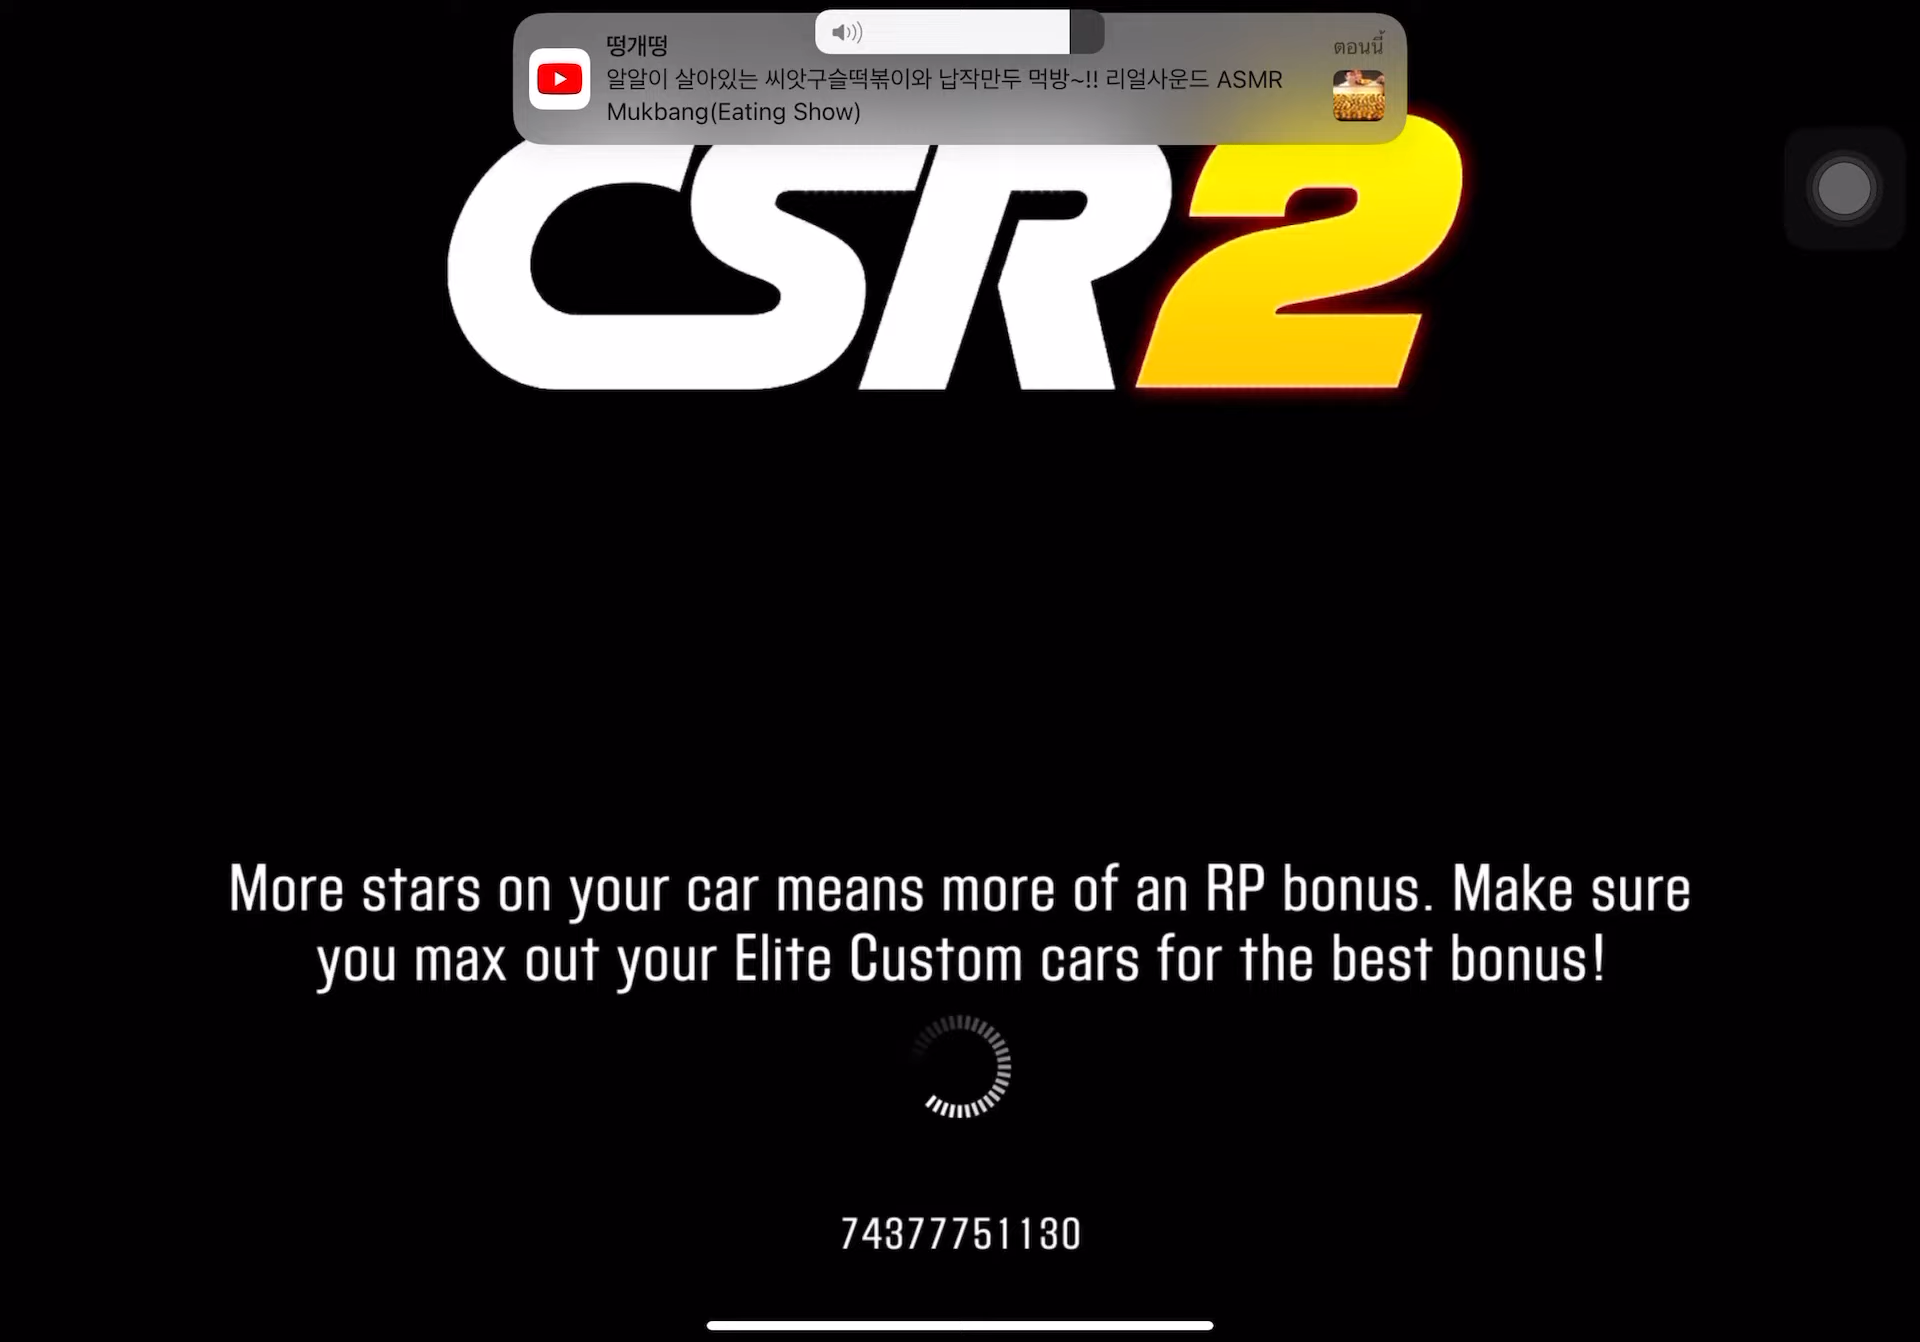 떵개떵
ตอนนี้
알알이 살아있는 씨앗구슬떡볶이와 납작만두 먹방~!! 리얼사운드 ASMR
Mukbang(Eating Show)
CSR2
More stars on your car means more of an RP bonus. Make sure
you max out your Elite Custom cars for the best bonus!
74377751130